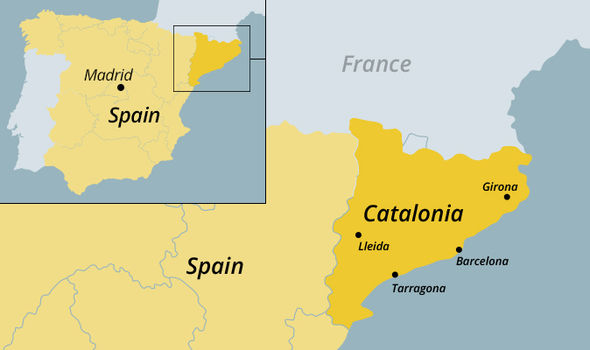 Madrid
Spain
France
Girona
Catalonia
Lleida
Barcelona
Spain
Tarragona